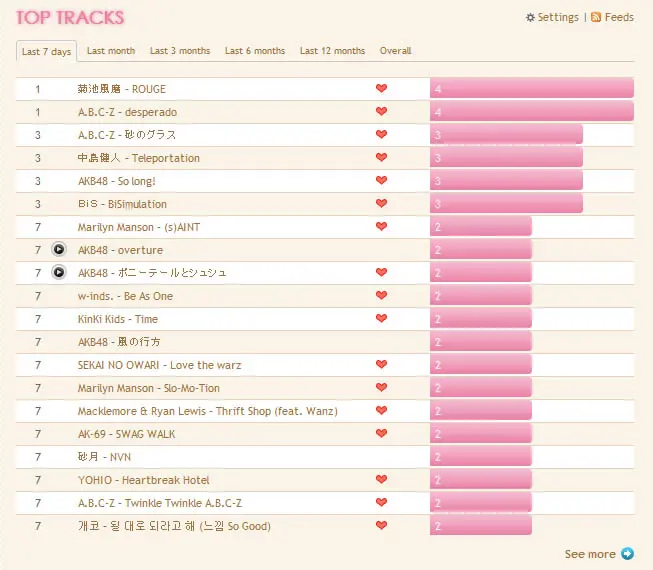 TOP TRACKS
Settings | Feeds
Last 7 days Last month Last 3 months Last 6 months Last 12 months Overall
1 菊池風磨 – ROUGE 4
1 A.B.C-Z – desperado 4
3 A.B.C-Z – 砂のグラス 3
3 中島健人 – Teleportation 3
3 AKB48 – So long! 3
3 BiS – BiSimulation 3
7 Marilyn Manson – (s)AINT 2
7 AKB48 – overture 2
7 AKB48 – ポニーテールとシュシュ 2
7 w-inds. – Be As One 2
7 KinKi Kids – Time 2
7 AKB48 – 風の行方 2
7 SEKAI NO OWARI – Love the warz 2
7 Marilyn Manson – Slo-Mo-Tion 2
7 Macklemore & Ryan Lewis – Thrift Shop (feat. Wanz) 2
7 AK-69 – SWAG WALK 2
7 砂月 – NVN 2
7 YOHIO – Heartbreak Hotel 2
7 A.B.C-Z – Twinkle Twinkle A.B.C-Z 2
7 개코 – 될 대로 되라고 해 (느낌 So Good) 2
See more